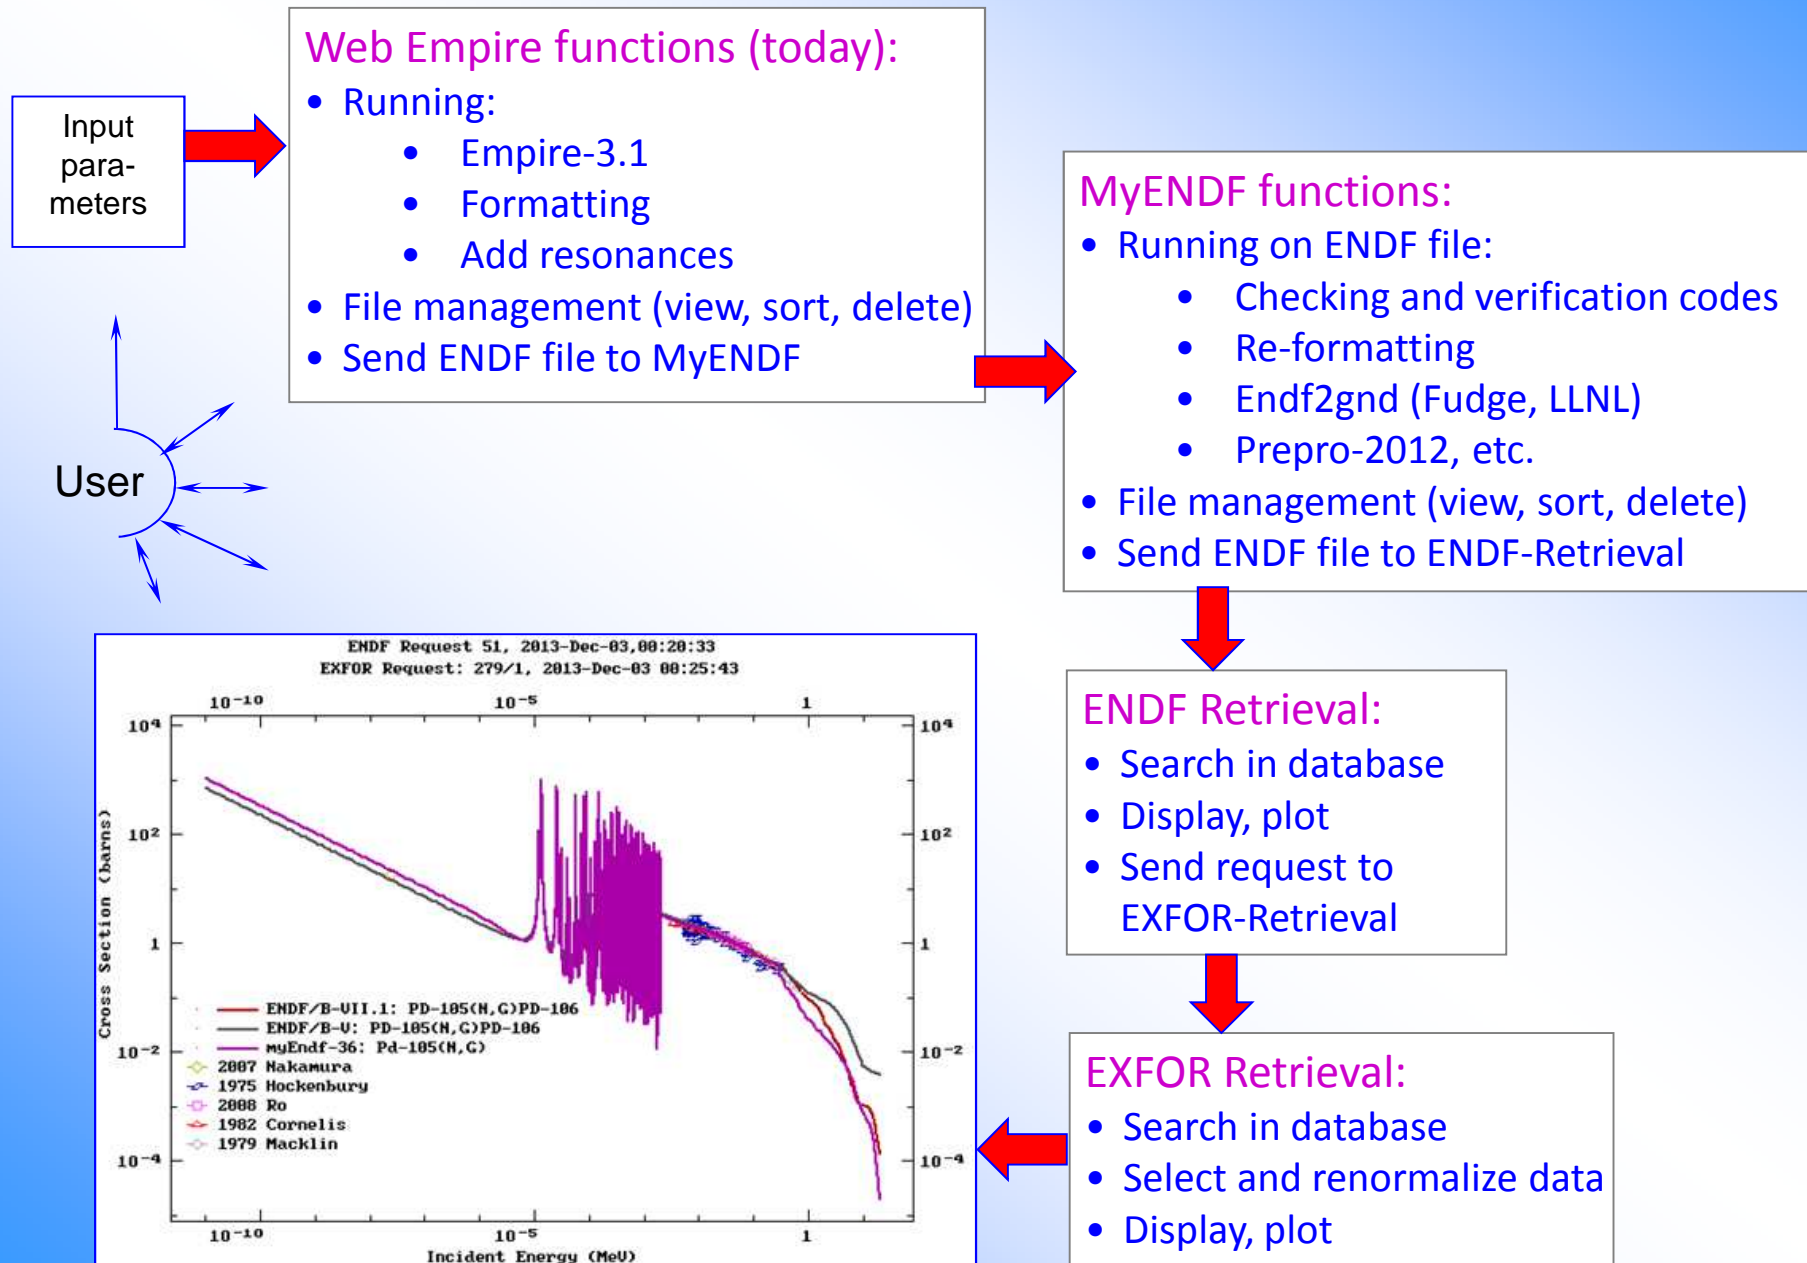 Web Empire functions (today):
• Running:
• Empire-3.1
• Formatting
• Add resonances
• File management (view, sort, delete)
• Send ENDF file to MyENDF
Input
para-
meters
MyENDF functions:
• Running on ENDF file:
• Checking and verification codes
• Re-formatting
• Endf2gnd (Fudge, LLNL)
• Prepro-2012, etc.
• File management (view, sort, delete)
• Send ENDF file to ENDF-Retrieval
User
ENDF Retrieval:
• Search in database
• Display, plot
• Send request to
EXFOR-Retrieval
EXFOR Retrieval:
• Search in database
• Select and renormalize data
• Display, plot
ENDF Request 51, 2013-Dec-03,00:20:33
EXFOR Request: 279/1, 2013-Dec-03 00:25:43
10⁻¹⁰ 10⁻⁵ 1
10⁴ 10⁴
10² 10²
1 1
10⁻² 10⁻²
10⁻⁴ 10⁻⁴
Cross Section (barns)
ENDF/B-VII.1: PD-105(N,G)PD-106
ENDF/B-V: PD-105(N,G)PD-106
myEndf-36: Pd-105(N,G)
2007 Nakamura
1975 Hockenbury
2008 Ro
1982 Cornelis
1979 Macklin
10⁻¹⁰ 10⁻⁵ 1
Incident Energy (MeV)